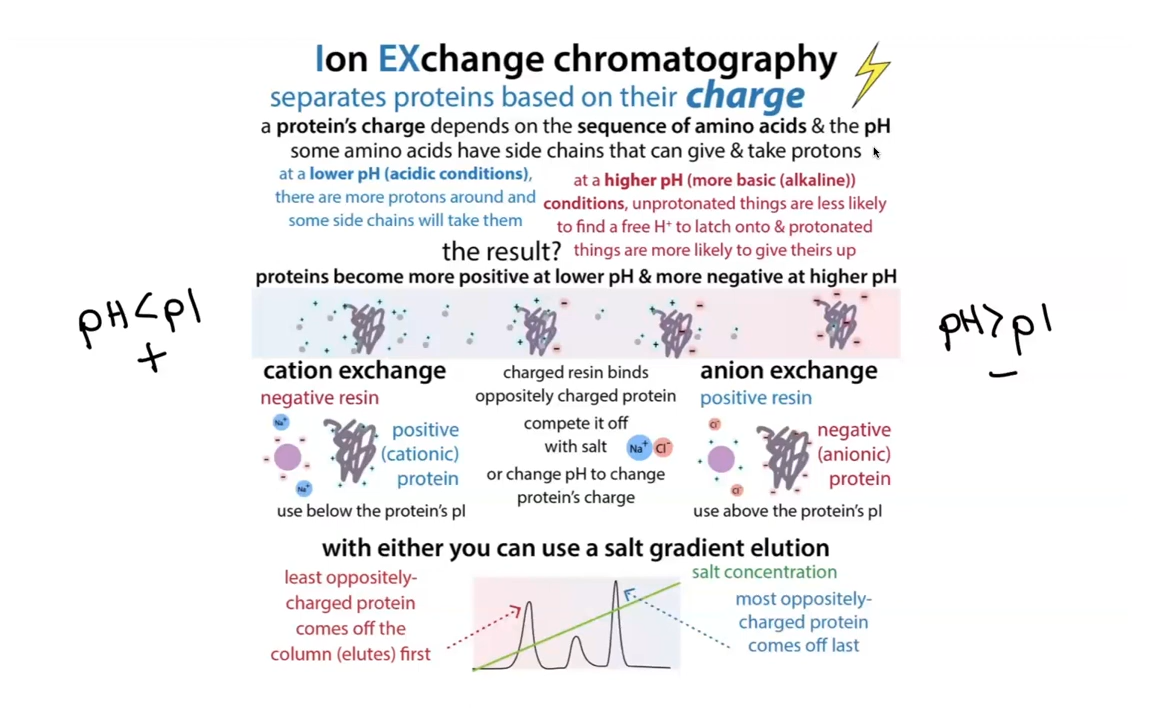 Ion EXchange chromatography
separates proteins based on their charge
a protein's charge depends on the sequence of amino acids & the pH
some amino acids have side chains that can give & take protons
at a lower pH (acidic conditions),
there are more protons around and
some side chains will take them
at a higher pH (more basic (alkaline))
conditions, unprotonated things are less likely
to find a free H⁺ to latch onto & protonated
things are more likely to give theirs up
the result?
proteins become more positive at lower pH & more negative at higher pH
pH<pI
+
pH>pI
−
cation exchange
negative resin
Na⁺
Na⁺
positive
(cationic)
protein
use below the protein's pI
charged resin binds
oppositely charged protein
compete it off
with salt Na⁺ Cl⁻
or change pH to change
protein's charge
anion exchange
positive resin
Cl⁻
Cl⁻
negative
(anionic)
protein
use above the protein's pI
with either you can use a salt gradient elution
least oppositely-
charged protein
comes off the
column (elutes) first
salt concentration
most oppositely-
charged protein
comes off last